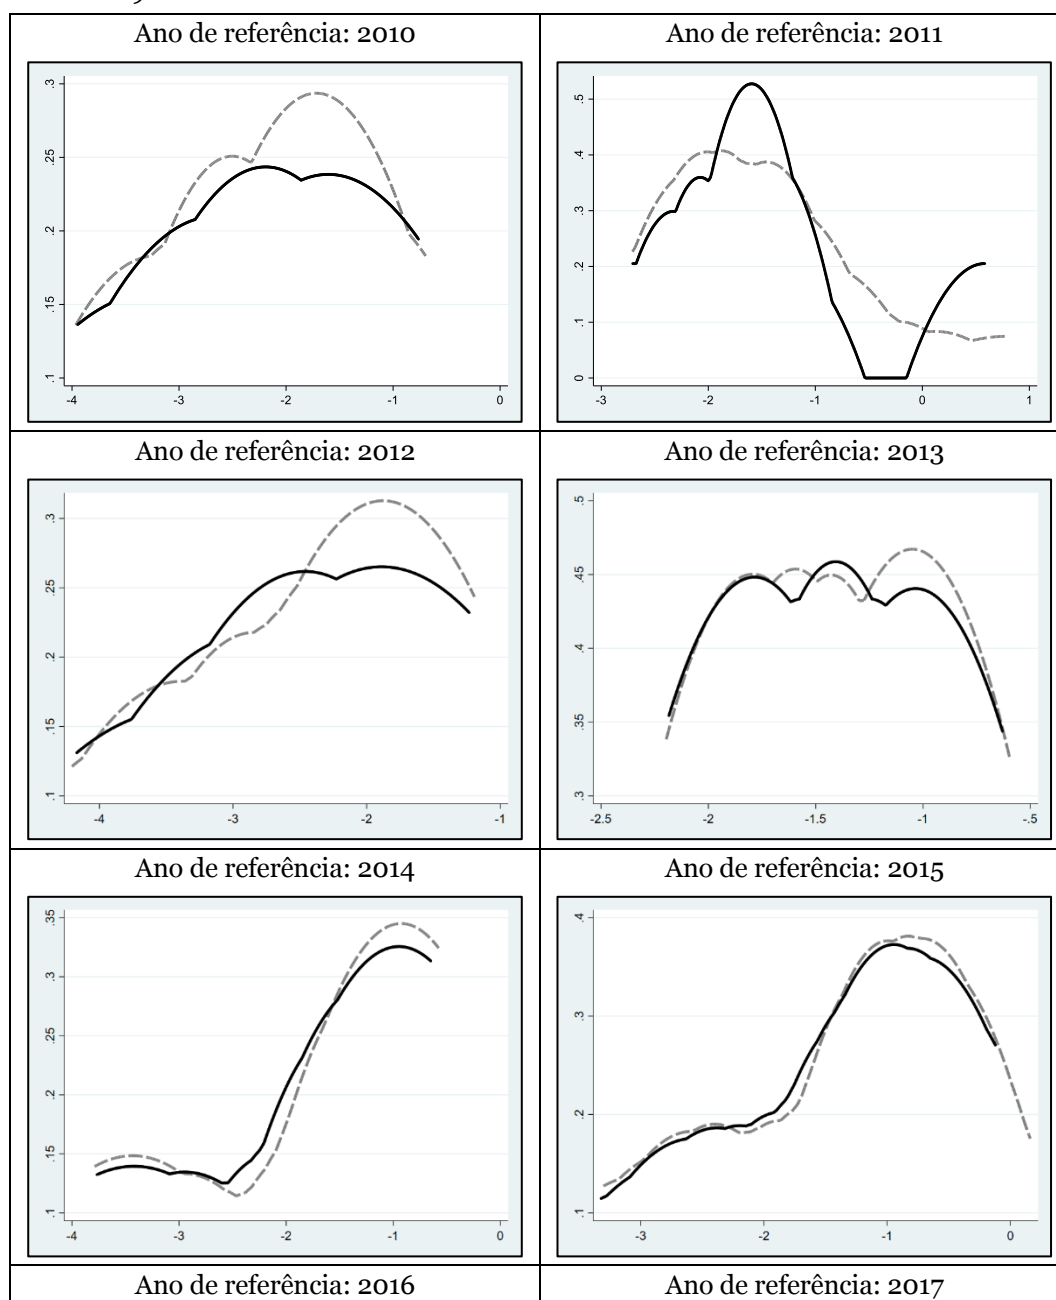 Ano de referência: 2010
Ano de referência: 2011
.3
.25
.2
.15
.1
-4 -3 -2 -1 0
.5
.4
.3
.2
.1
0
-3 -2 -1 0 1
Ano de referência: 2012
Ano de referência: 2013
.3
.25
.2
.15
.1
-4 -3 -2 -1
.5
.45
.4
.35
.3
-2.5 -2 -1.5 -1 -.5
Ano de referência: 2014
Ano de referência: 2015
.35
.3
.25
.2
.15
.1
-4 -3 -2 -1 0
.4
.3
.2
.1
-3 -2 -1 0
Ano de referência: 2016
Ano de referência: 2017